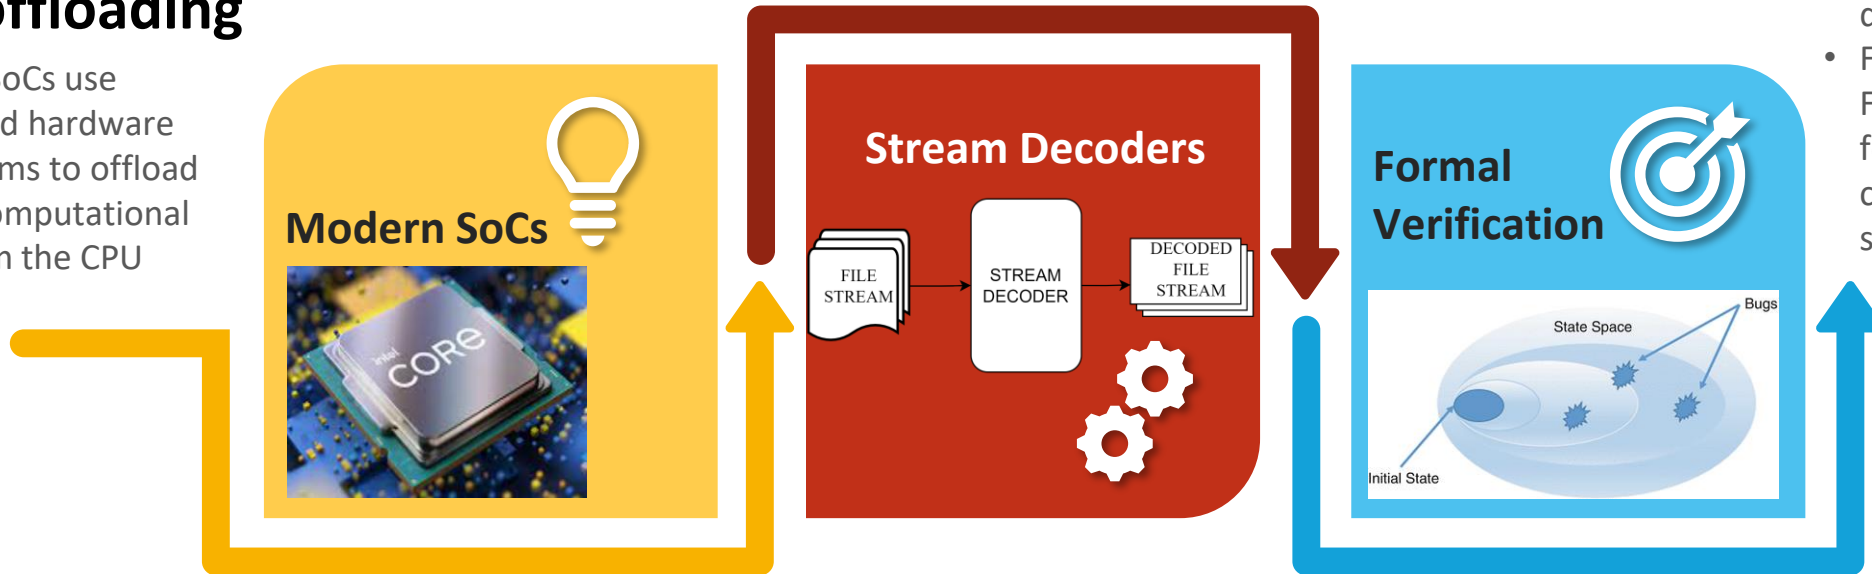 offloading
SoCs use
d hardware
ms to offload
omputational
n the CPU
Modern SoCs
intel
CORE
Stream Decoders
FILE
STREAM
STREAM
DECODER
DECODED
FILE
STREAM
Formal
Verification
State Space
Bugs
Initial State